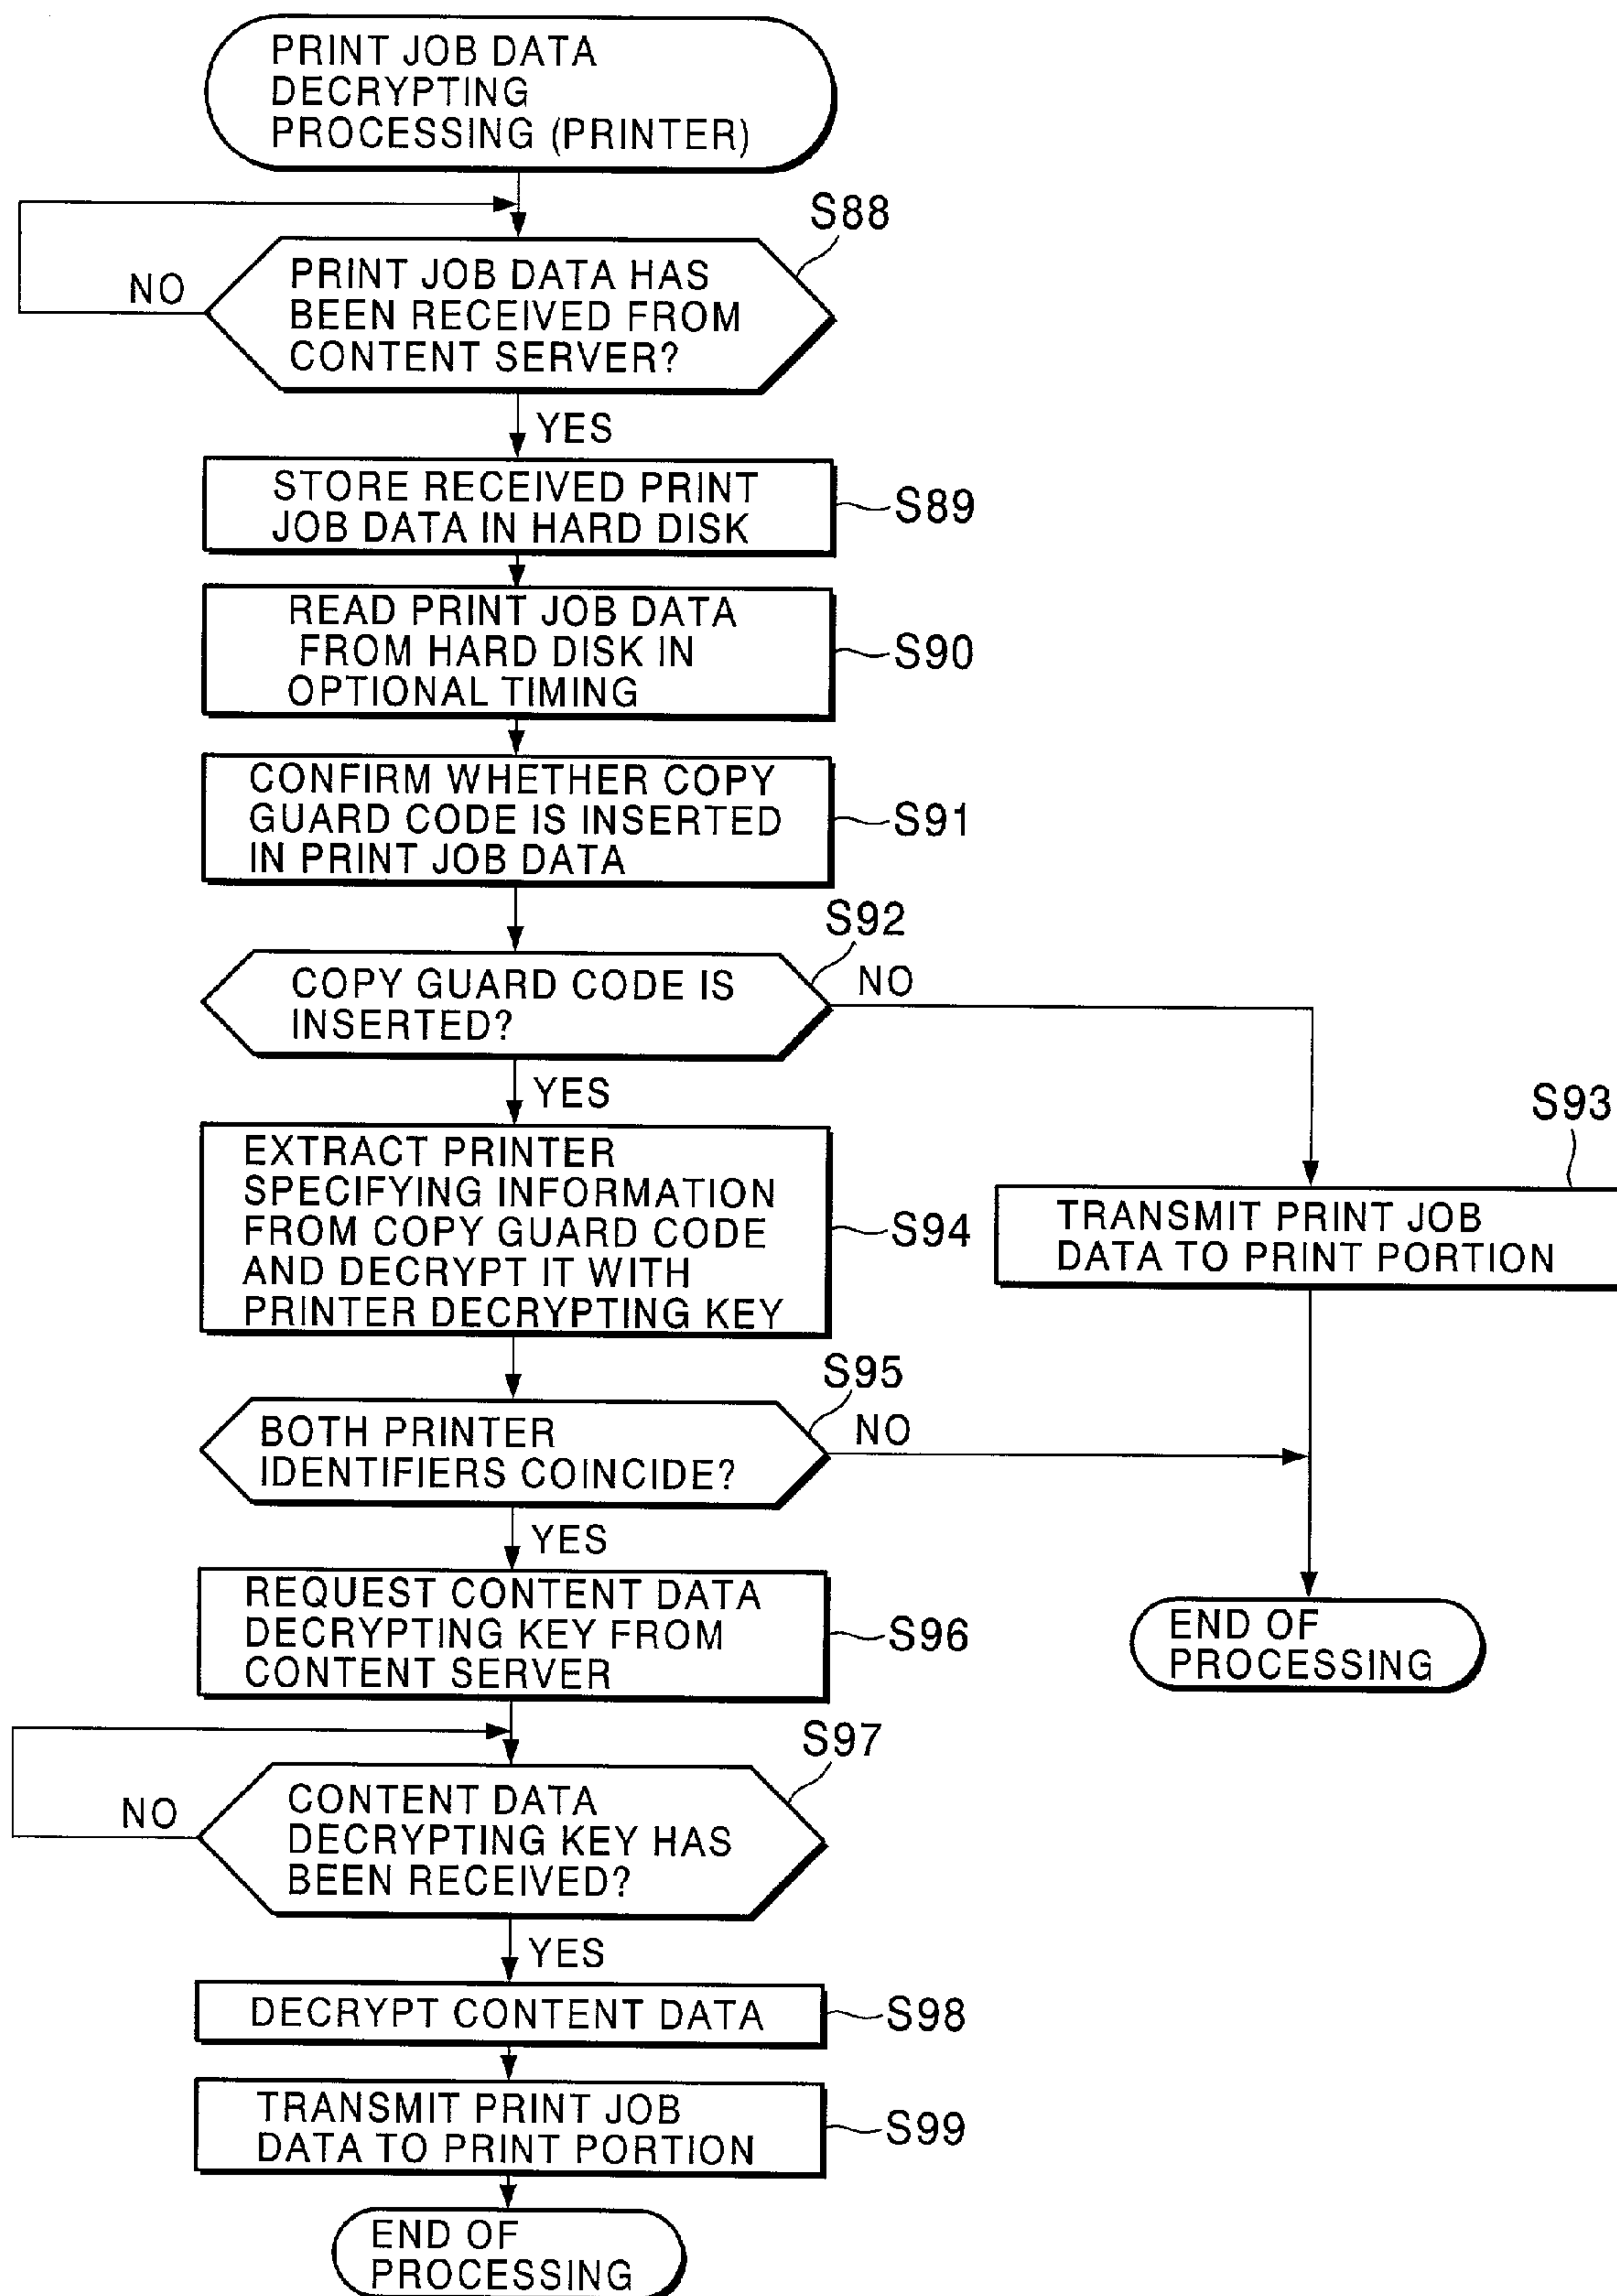 PRINT JOB DATA
DECRYPTING
PROCESSING (PRINTER)
S88
NO
PRINT JOB DATA HAS
BEEN RECEIVED FROM
CONTENT SERVER?
YES
STORE RECEIVED PRINT
JOB DATA IN HARD DISK
S89
READ PRINT JOB DATA
FROM HARD DISK IN
OPTIONAL TIMING
S90
CONFIRM WHETHER COPY
GUARD CODE IS INSERTED
IN PRINT JOB DATA
S91
S92
COPY GUARD CODE IS
INSERTED?
NO
YES
S93
TRANSMIT PRINT JOB
DATA TO PRINT PORTION
EXTRACT PRINTER
SPECIFYING INFORMATION
FROM COPY GUARD CODE
AND DECRYPT IT WITH
PRINTER DECRYPTING KEY
S94
S95
BOTH PRINTER
IDENTIFIERS COINCIDE?
NO
YES
REQUEST CONTENT DATA
DECRYPTING KEY FROM
CONTENT SERVER
S96
END OF
PROCESSING
S97
NO
CONTENT DATA
DECRYPTING KEY HAS
BEEN RECEIVED?
YES
DECRYPT CONTENT DATA
S98
TRANSMIT PRINT JOB
DATA TO PRINT PORTION
S99
END OF
PROCESSING